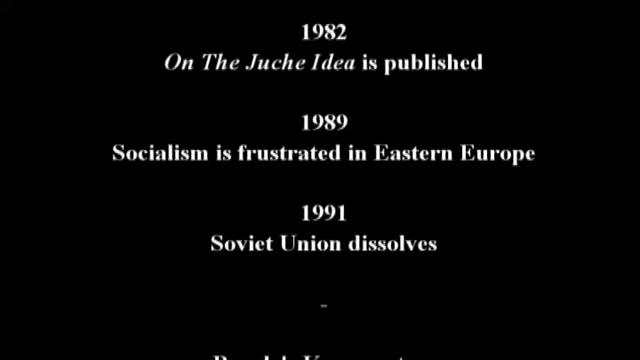 1982
On The Juche Idea is published
1989
Socialism is frustrated in Eastern Europe
1991
Soviet Union dissolves
-